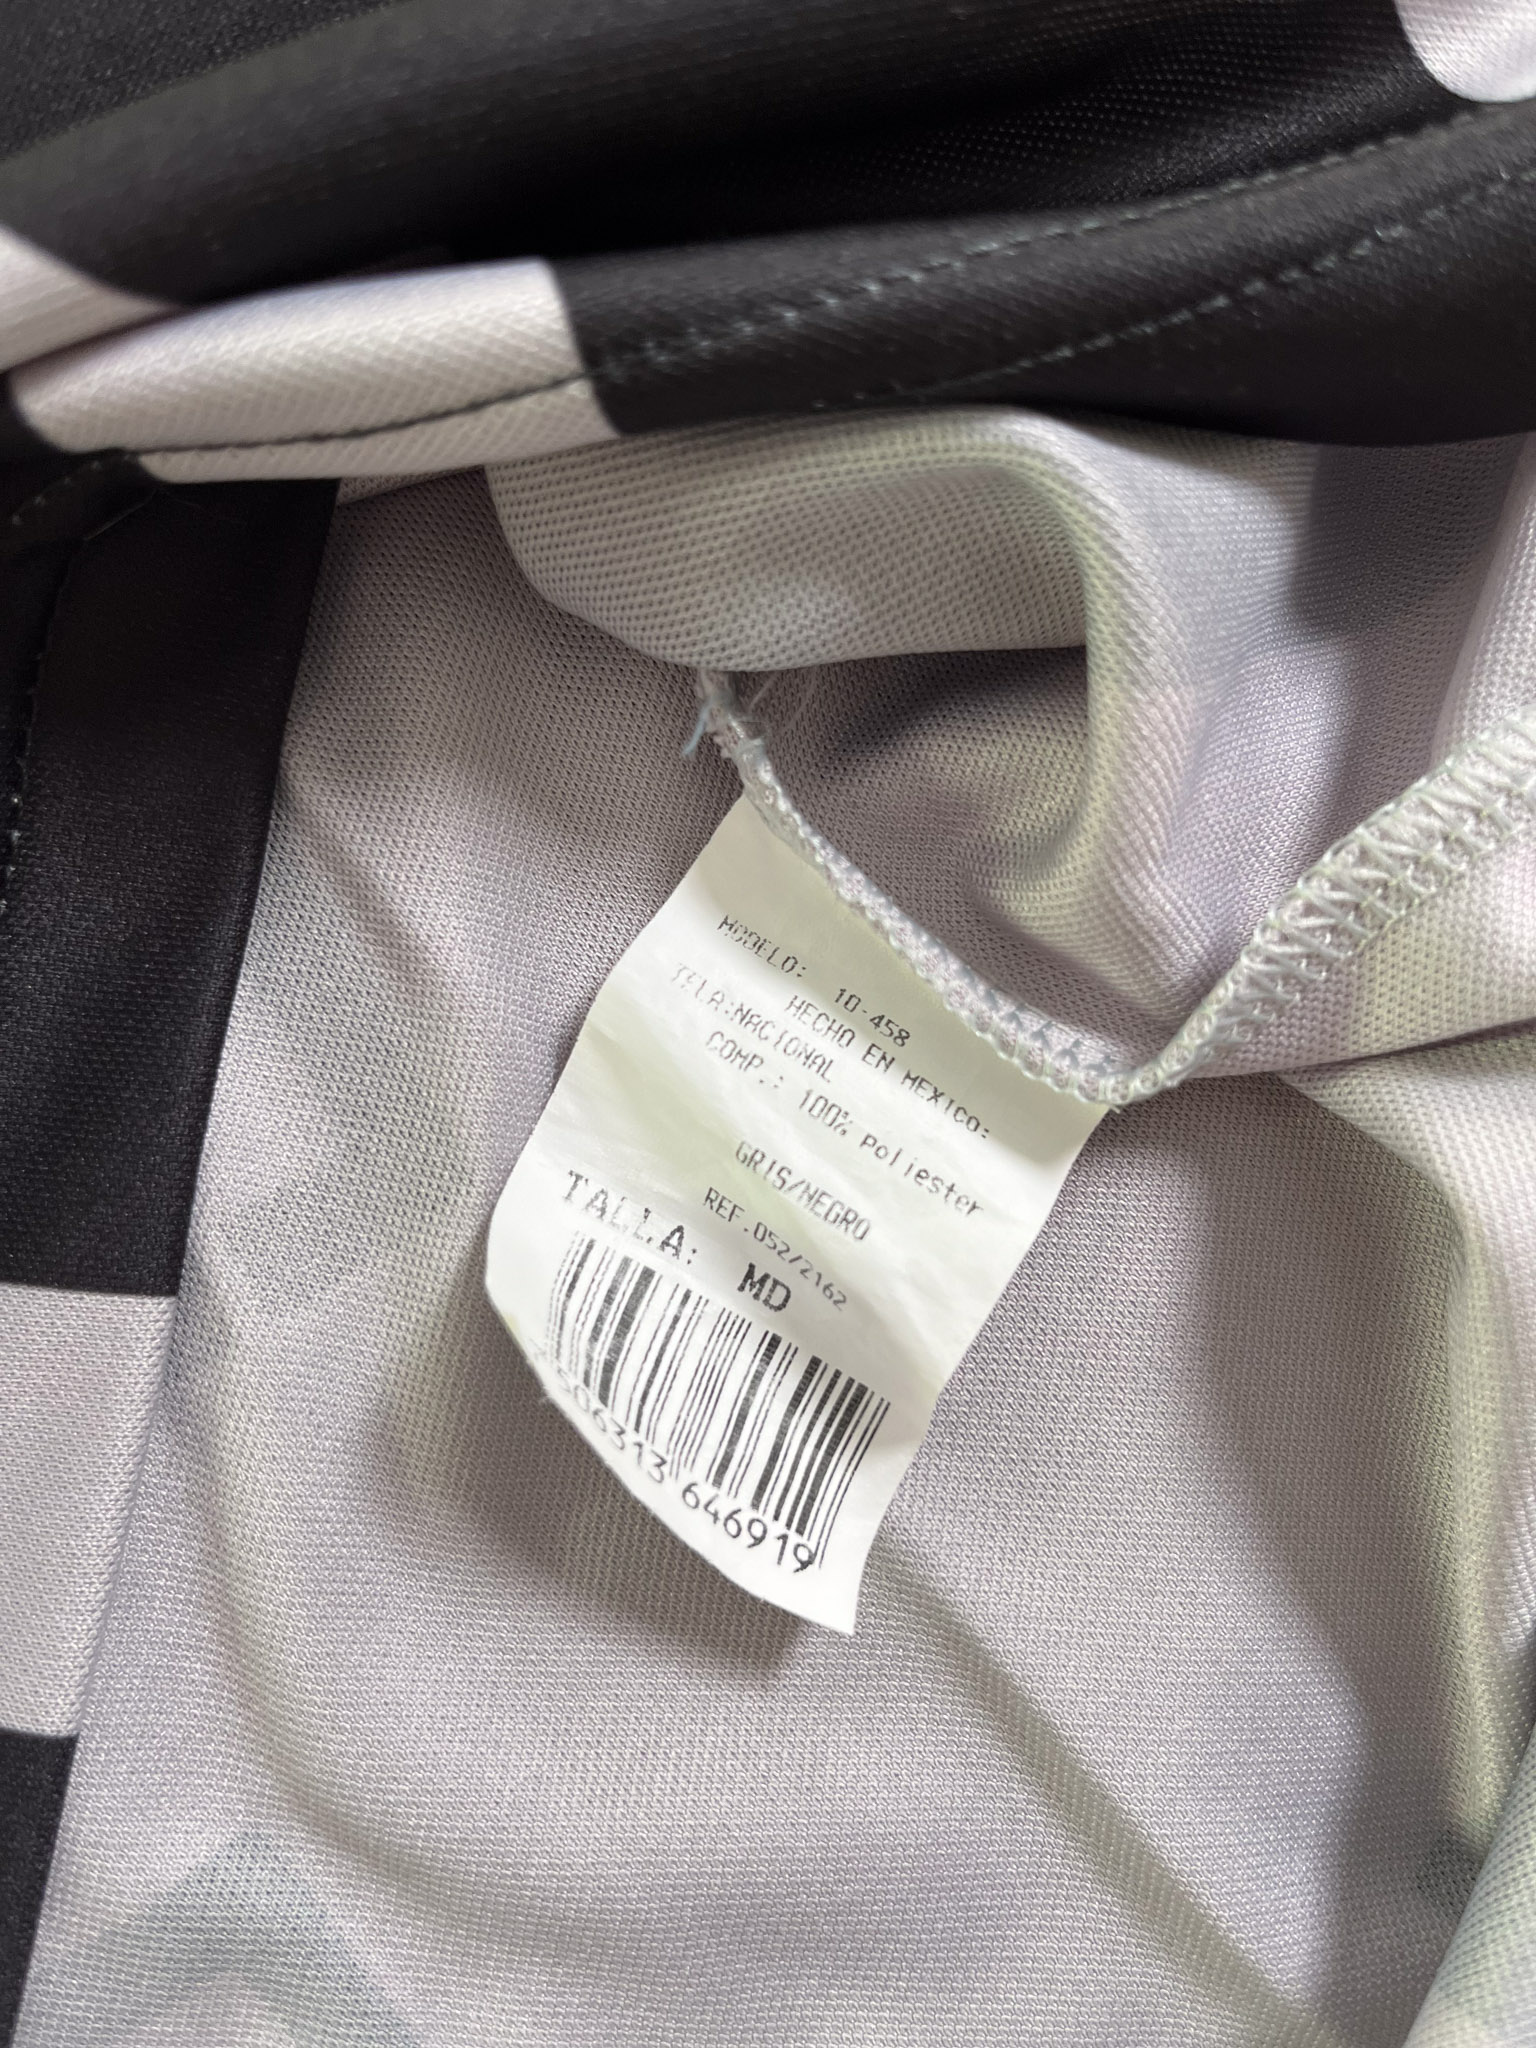 MODELO: 10-458
HECHO EN MEXICO:
TELA:NACIONAL
COMP.: 100% poliester
GRIS/NEGRO
REF.052/2162
TALLA: MD
506313 646919